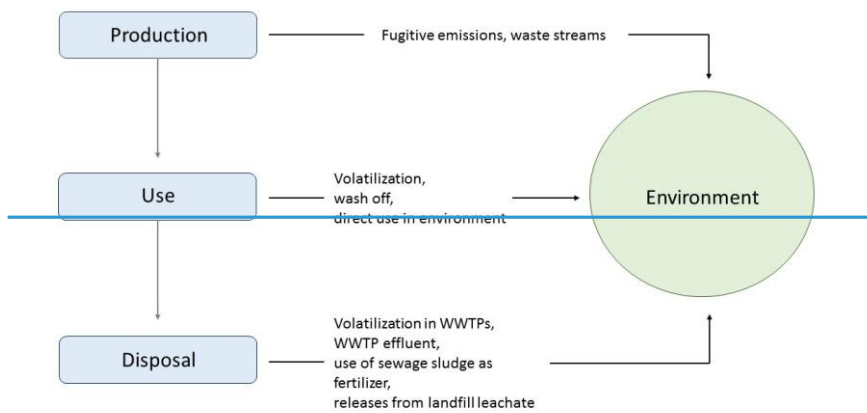 Production
Fugitive emissions, waste streams
Volatilization,
Use
wash off,
Environment
direct use in environment
Volatilization in WWTPs,
WWTP effluent,
Disposal
use of sewage sludge as
fertilizer,
releases from landfill leachate